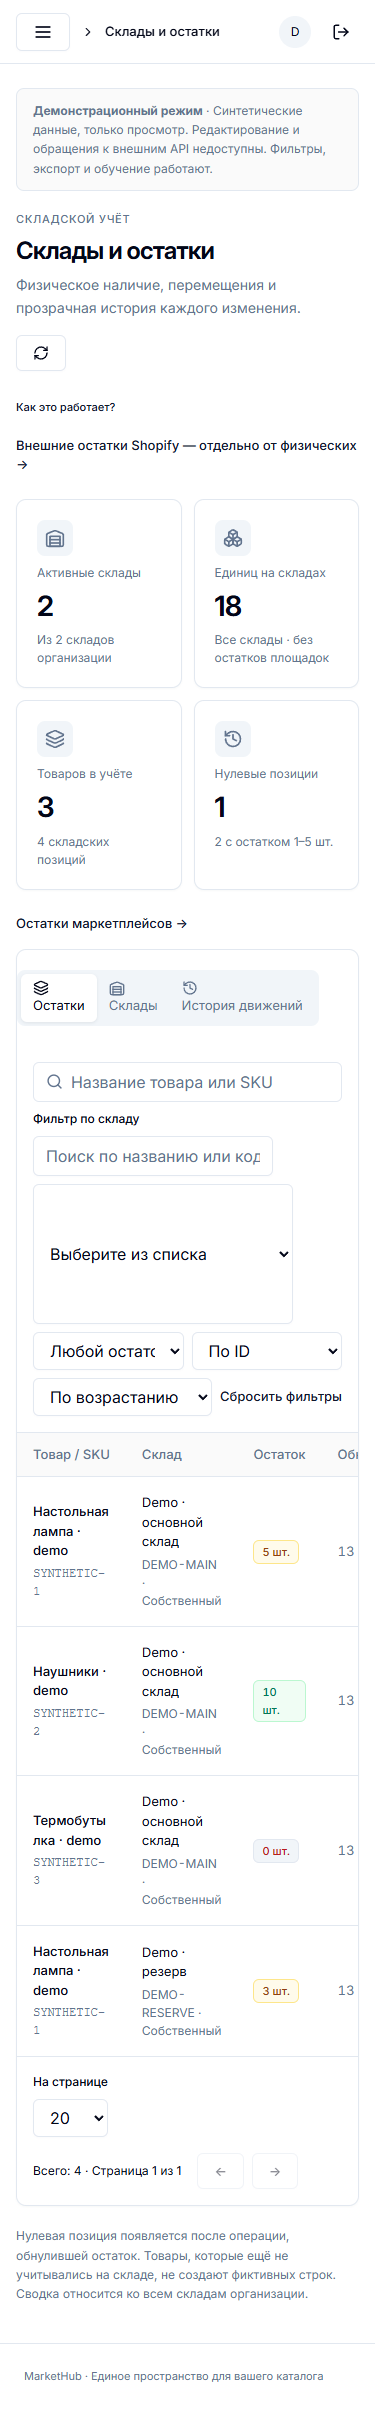 Склады и остатки
D
Демонстрационный режим · Синтетические
данные, только просмотр. Редактирование и
обращения к внешним API недоступны. Фильтры,
экспорт и обучение работают.
СКЛАДСКОЙ УЧЁТ
Склады и остатки
Физическое наличие, перемещения и
прозрачная история каждого изменения.
Как это работает?
Внешние остатки Shopify — отдельно от физических
→
Активные склады
2
Из 2 складов
организации
Единиц на складах
18
Все склады · без
остатков площадок
Товаров в учёте
3
4 складских
позиций
Нулевые позиции
1
2 с остатком 1–5 шт.
Остатки маркетплейсов →
Остатки
Склады
История движений
Название товара или SKU
Фильтр по складу
Поиск по названию или код
Выберите из списка
Любой остато
По ID
По возрастанию
Сбросить фильтры
Товар / SKU
Склад
Остаток
Обн
Настольная
лампа ·
demo
SYNTHETIC-
1
Demo ·
основной
склад
DEMO-MAIN
·
Собственный
5 шт.
13
Наушники ·
demo
SYNTHETIC-
2
Demo ·
основной
склад
DEMO-MAIN
·
Собственный
10
шт.
13
Термобуты
лка · demo
SYNTHETIC-
3
Demo ·
основной
склад
DEMO-MAIN
·
Собственный
0 шт.
13
Настольная
лампа ·
demo
SYNTHETIC-
1
Demo ·
резерв
DEMO-
RESERVE ·
Собственный
3 шт.
13
На странице
20
Всего: 4 · Страница 1 из 1
←
→
Нулевая позиция появляется после операции,
обнулившей остаток. Товары, которые ещё не
учитывались на складе, не создают фиктивных строк.
Сводка относится ко всем складам организации.
MarketHub · Единое пространство для вашего каталога